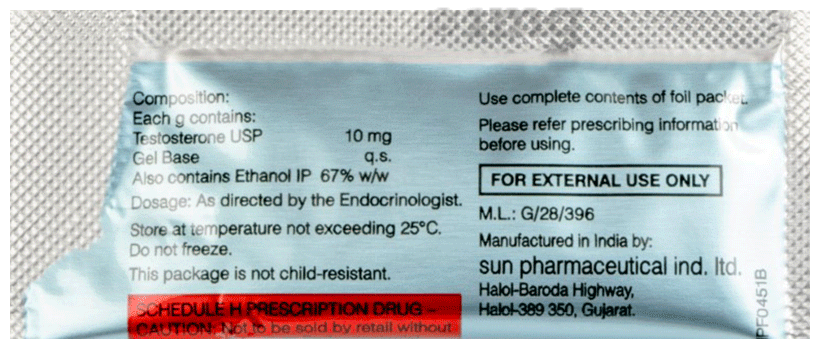 Composition:
Each g contains:
Testosterone USP 10 mg
Gel Base q.s.
Also contains Ethanol IP 67% w/w
Dosage: As directed by the Endocrinologist.
Store at temperature not exceeding 25°C.
Do not freeze.
This package is not child-resistant.
SCHEDULE H PRESCRIPTION DRUG –
CAUTION: Not to be sold by retail without
Use complete contents of foil packet.
Please refer prescribing information
before using.
FOR EXTERNAL USE ONLY
M.L.: G/28/396
Manufactured in India by:
sun pharmaceutical ind. ltd.
Halol-Baroda Highway,
Halol-389 350, Gujarat.
PF0451B